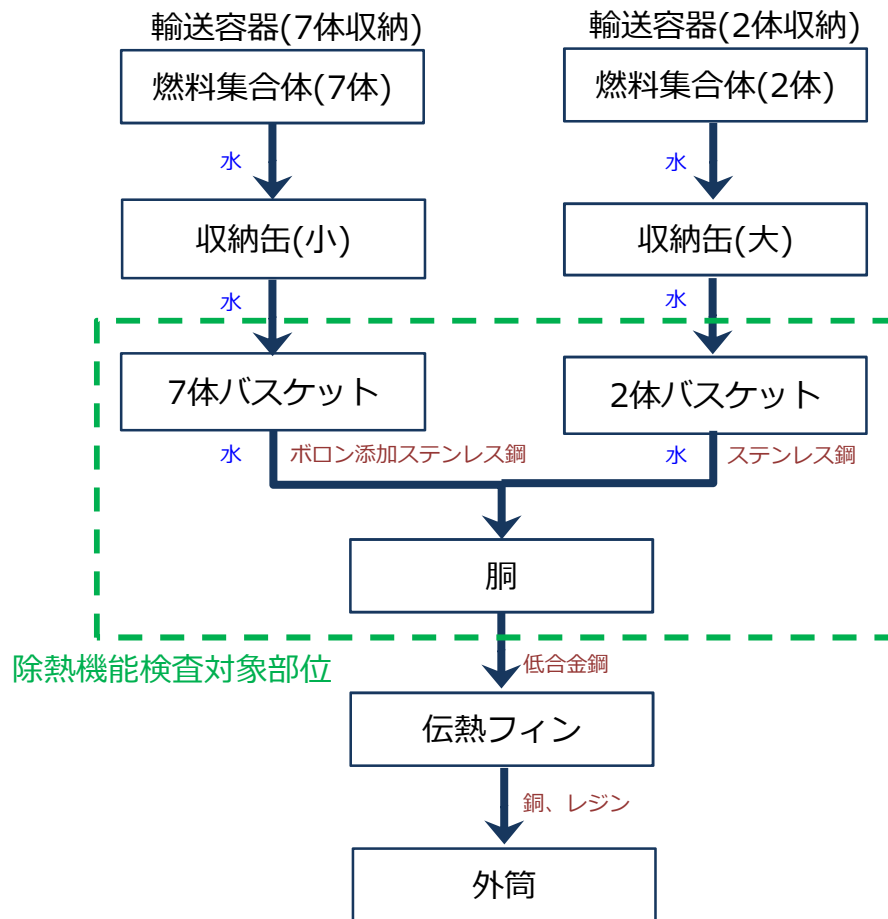 輸送容器(7体収納)
輸送容器(2体収納)
燃料集合体(7体)
燃料集合体(2体)
水
水
収納缶(小)
収納缶(大)
水
水
7体バスケット
2体バスケット
水
ボロン添加ステンレス鋼
水
ステンレス鋼
胴
除熱機能検査対象部位
低合金鋼
伝熱フィン
銅、レジン
外筒